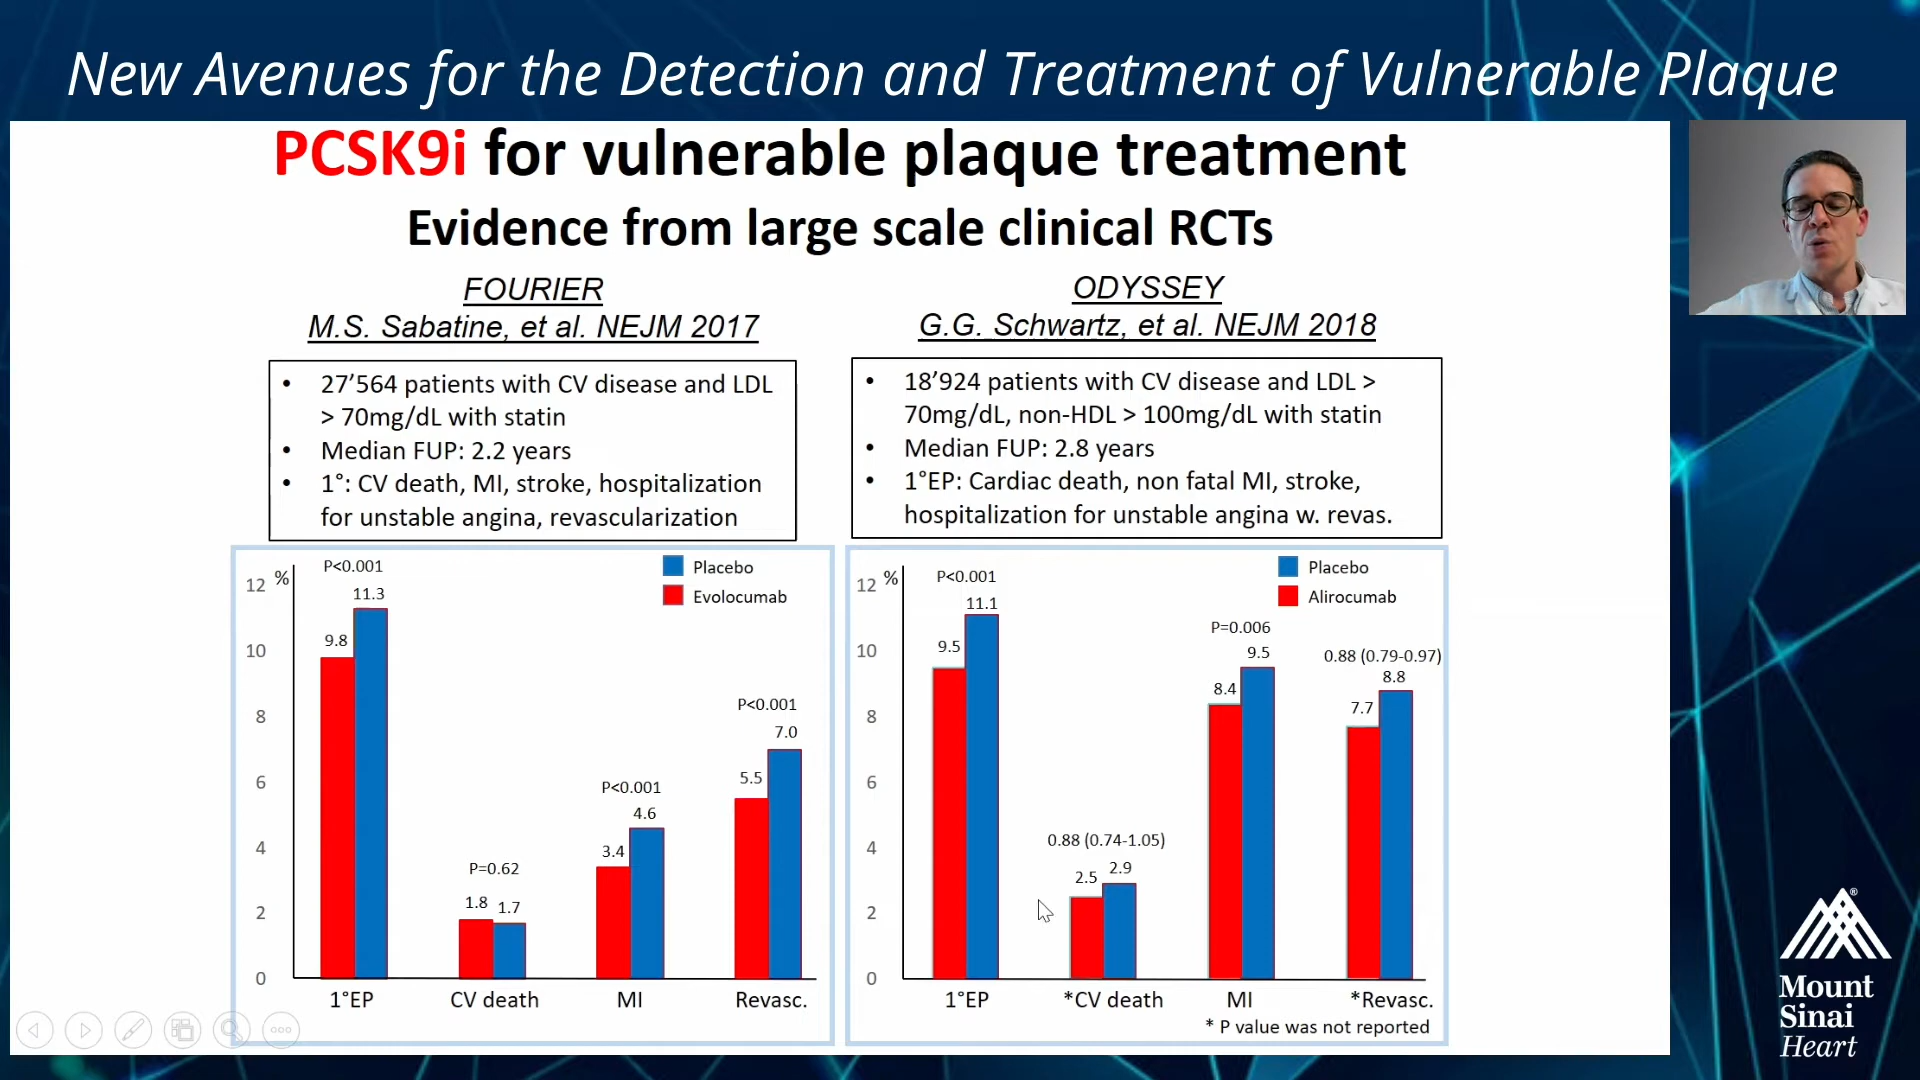 New Avenues for the Detection and Treatment of Vulnerable Plaque
PCSK9i for vulnerable plaque treatment
Evidence from large scale clinical RCTs
FOURIER
M.S. Sabatine, et al. NEJM 2017
• 27’564 patients with CV disease and LDL
> 70mg/dL with statin
• Median FUP: 2.2 years
• 1°: CV death, MI, stroke, hospitalization
for unstable angina, revascularization
12 %
10
8
6
4
2
0
Placebo
Evolocumab
P<0.001
11.3
9.8
P=0.62
1.8 1.7
P<0.001
4.6
3.4
P<0.001
7.0
5.5
1°EP CV death MI Revasc.
ODYSSEY
G.G. Schwartz, et al. NEJM 2018
• 18’924 patients with CV disease and LDL >
70mg/dL, non-HDL > 100mg/dL with statin
• Median FUP: 2.8 years
• 1°EP: Cardiac death, non fatal MI, stroke,
hospitalization for unstable angina w. revas.
12 %
10
8
6
4
2
0
Placebo
Alirocumab
P<0.001
11.1
9.5
0.88 (0.74-1.05)
2.9
2.5
P=0.006
9.5
8.4
0.88 (0.79-0.97)
8.8
7.7
1°EP *CV death MI *Revasc.
* P value was not reported
®
Mount
Sinai
Heart